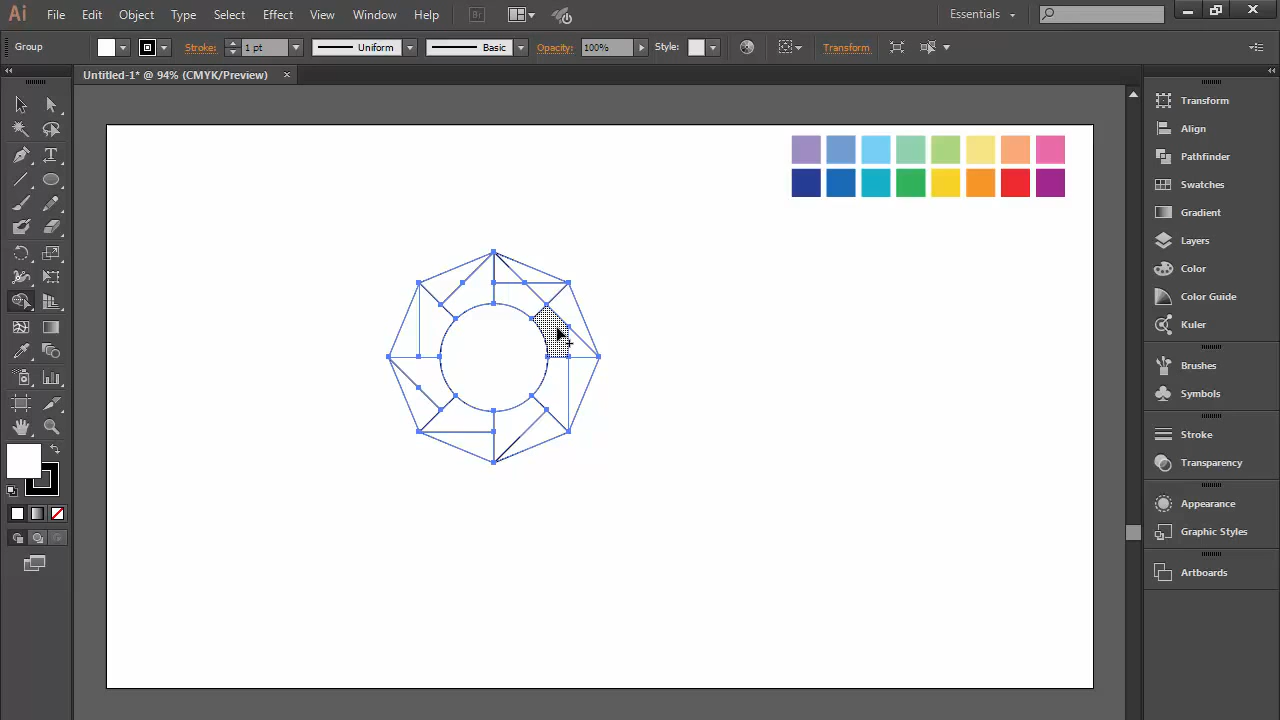 Ai File Edit Object Type Select Effect View Window Help Br Essentials
Group Stroke: 1 pt Uniform Basic Opacity: 100% Style: Transform
Untitled-1* @ 94% (CMYK/Preview) ×
Transform
Align
Pathfinder
Swatches
Gradient
Layers
Color
Color Guide
Kuler
Brushes
Symbols
Stroke
Transparency
Appearance
Graphic Styles
Artboards